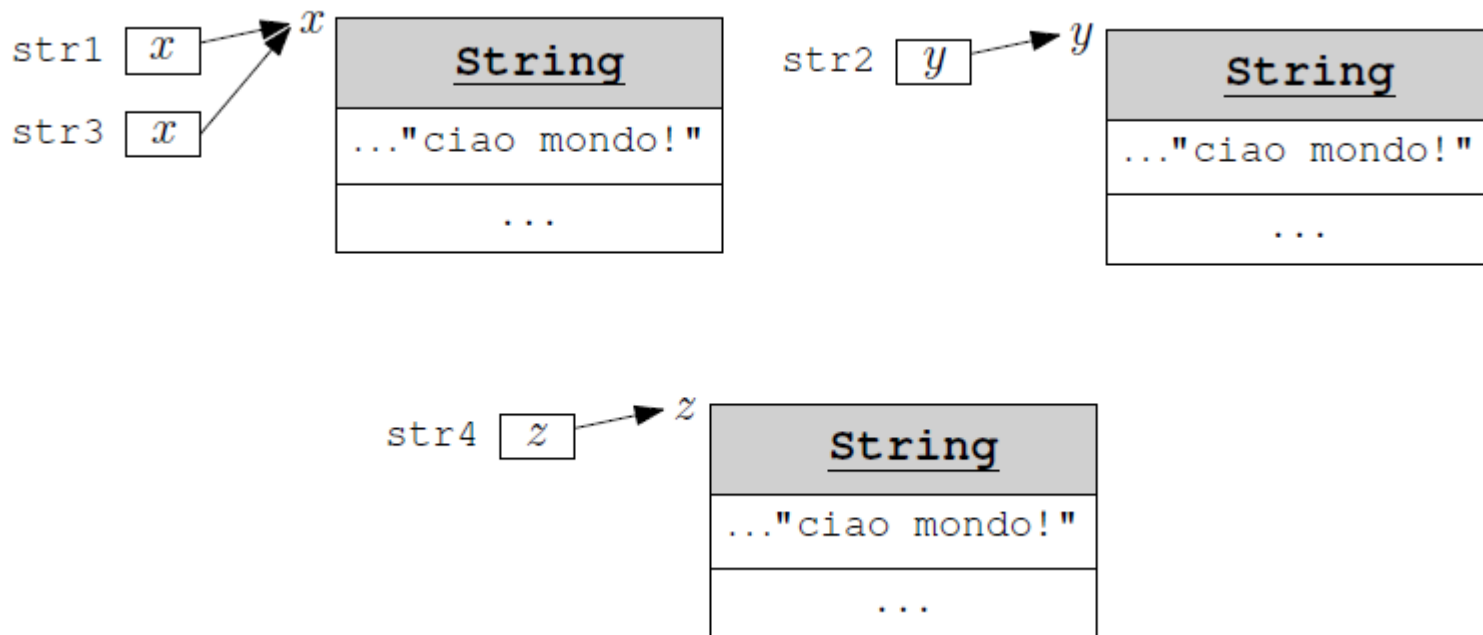 str1 x x String
str3 x
..."ciao mondo!"
...
str2 y y String
..."ciao mondo!"
...
str4 z z String
..."ciao mondo!"
...